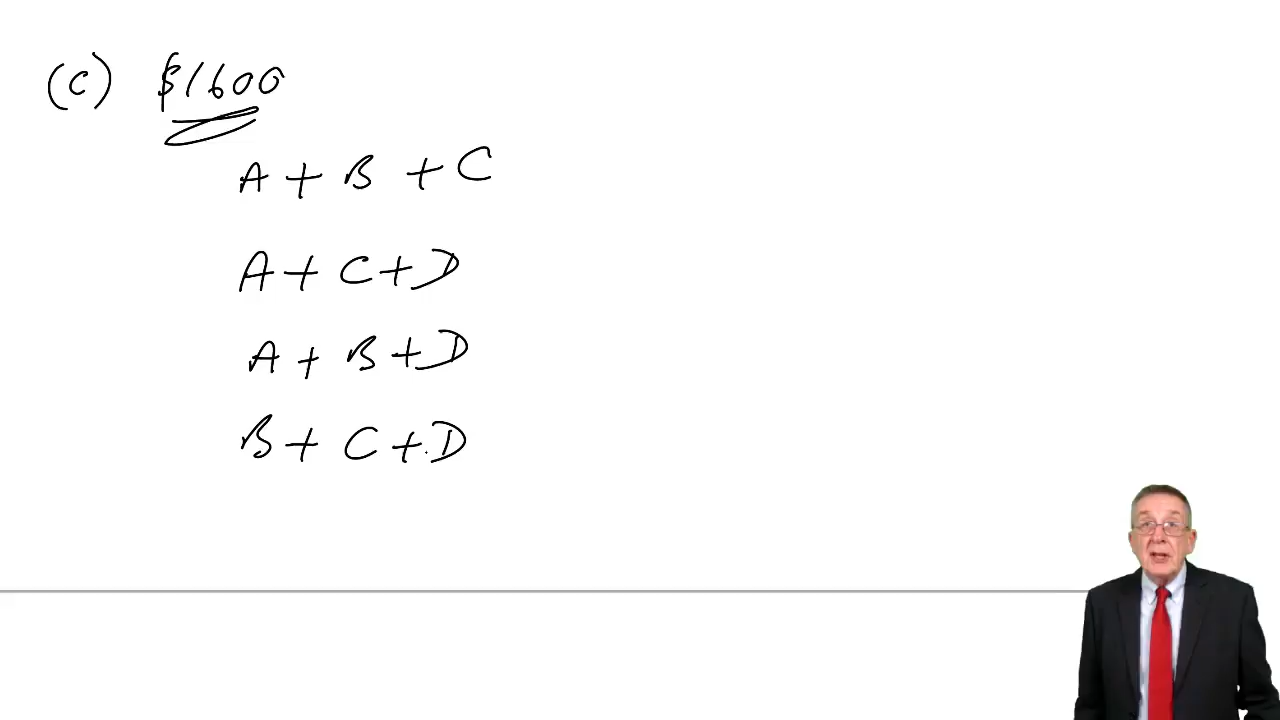 (c) $1600
A + B + C
A + C + D
A + B + D
B + C + D